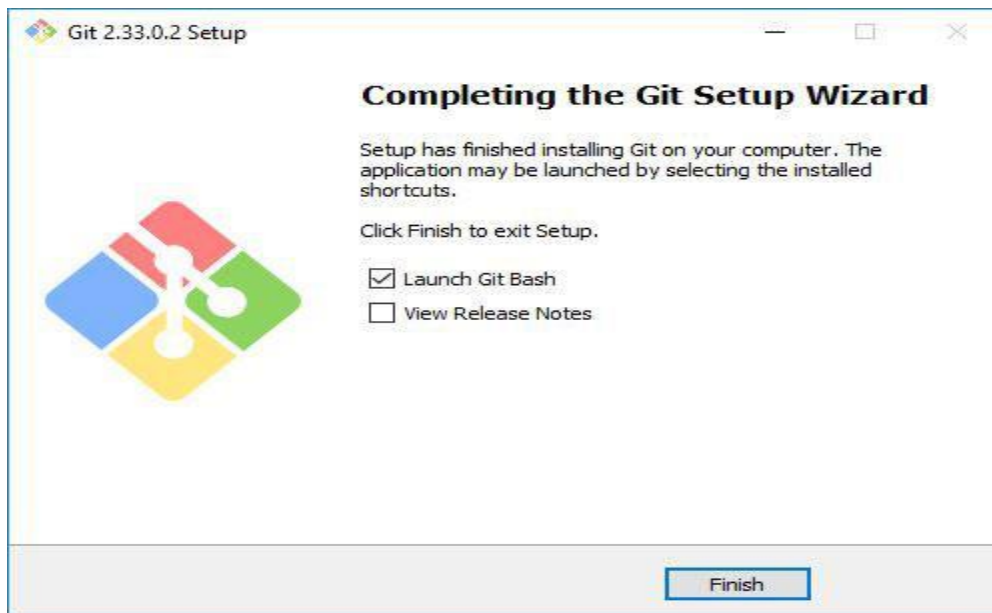 Git 2.33.0.2 Setup
Completing the Git Setup Wizard
Setup has finished installing Git on your computer. The
application may be launched by selecting the installed
shortcuts.
Click Finish to exit Setup.
Launch Git Bash
View Release Notes
Finish